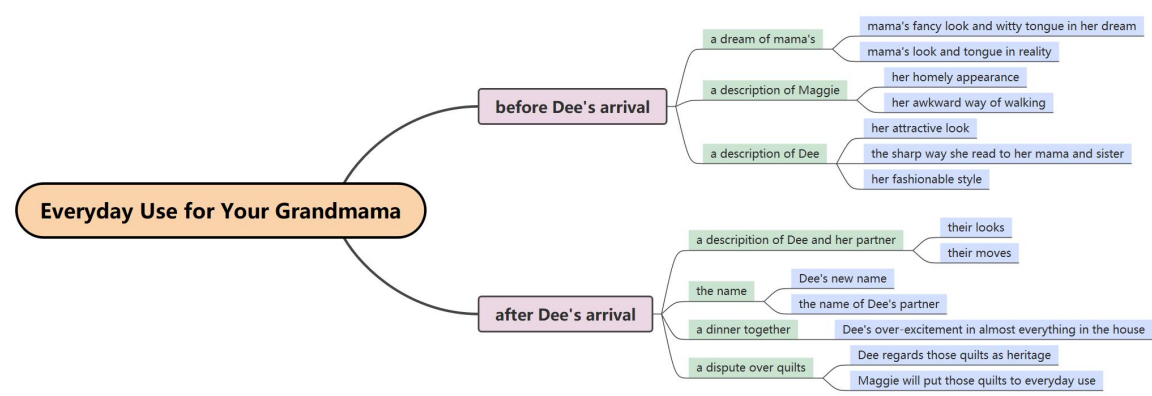 Everyday Use for Your Grandmama
before Dee's arrival
a dream of mama's
mama's fancy look and witty tongue in her dream
mama's look and tongue in reality
a description of Maggie
her homely appearance
her awkward way of walking
a description of Dee
her attractive look
the sharp way she read to her mama and sister
her fashionable style
after Dee's arrival
a descripition of Dee and her partner
their looks
their moves
the name
Dee's new name
the name of Dee's partner
a dinner together
Dee's over-excitement in almost everything in the house
a dispute over quilts
Dee regards those quilts as heritage
Maggie will put those quilts to everyday use